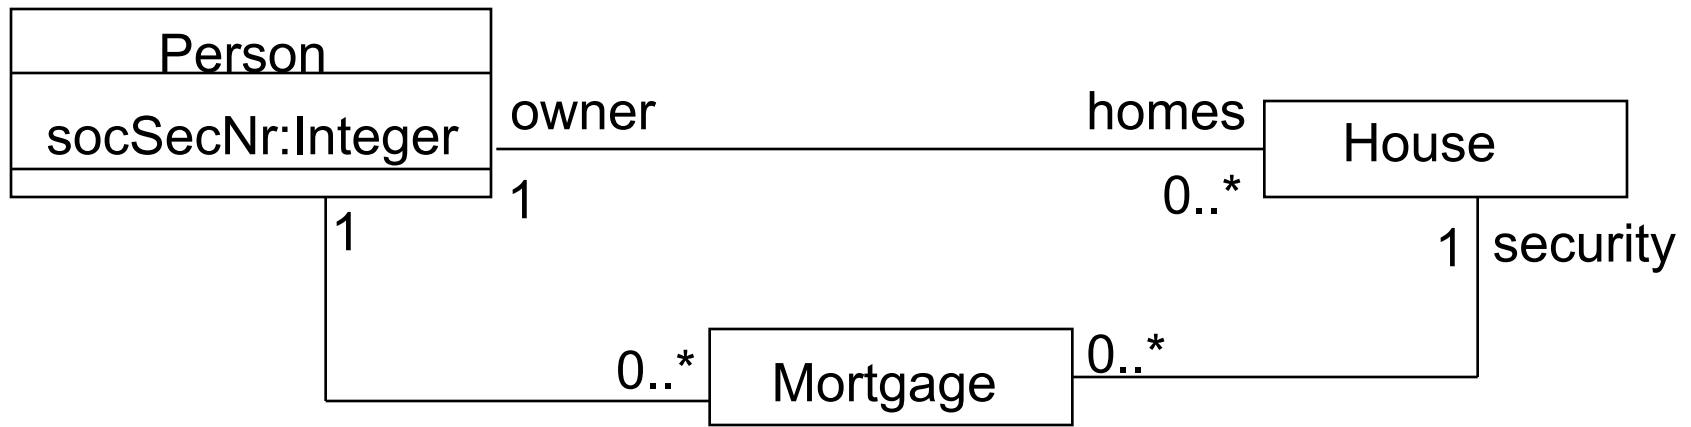 Person
socSecNr:Integer
owner
homes
House
1
0..*
1
1
security
0..*
0..*
Mortgage